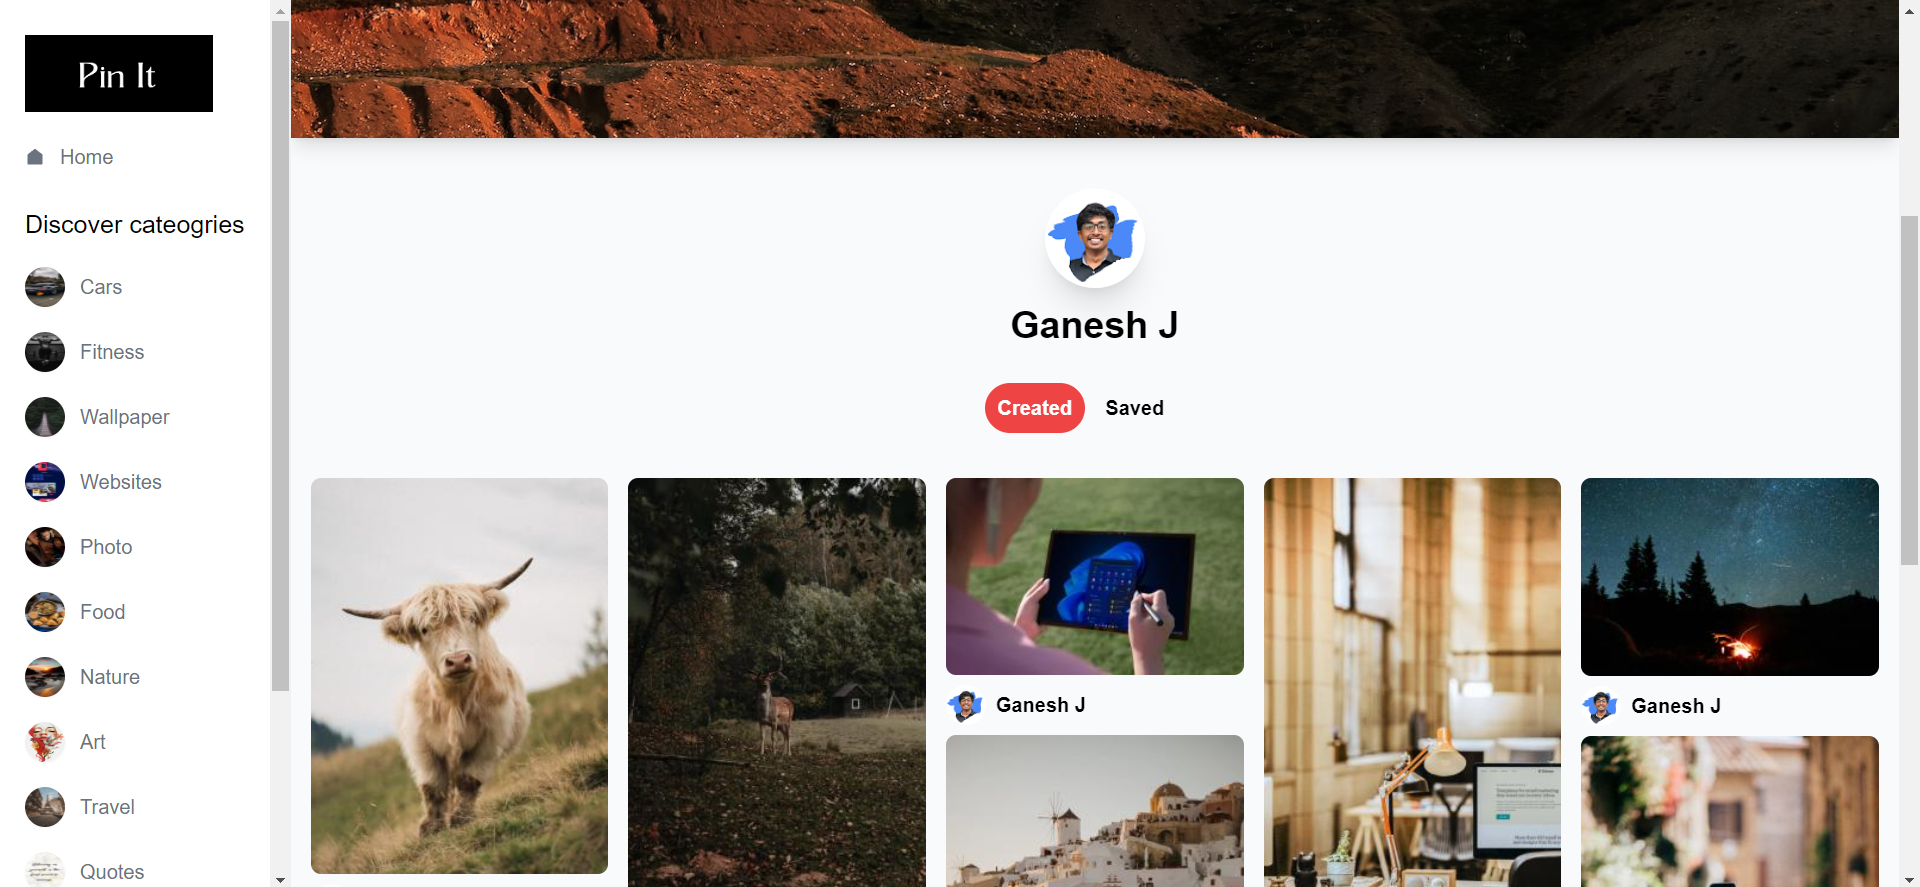 Pin It
Home
Discover cateogries
Cars
Fitness
Wallpaper
Websites
Photo
Food
Nature
Art
Travel
Quotes
Ganesh J
Created
Saved
Ganesh J
Ganesh J